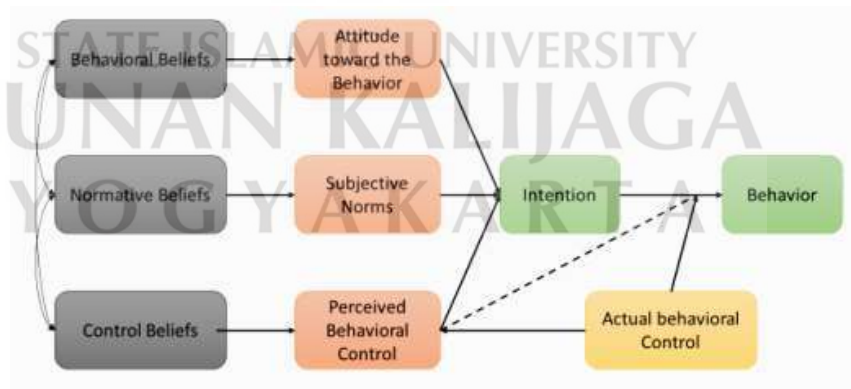 STATE ISLAMIC UNIVERSITY
UNAN KALIJAGA
YOGYAKARTA
Behavioral Beliefs
Attitude
toward the
Behavior
Normative Beliefs
Subjective
Norms
Intention
Behavior
Control Beliefs
Perceived
Behavioral
Control
Actual behavioral
Control